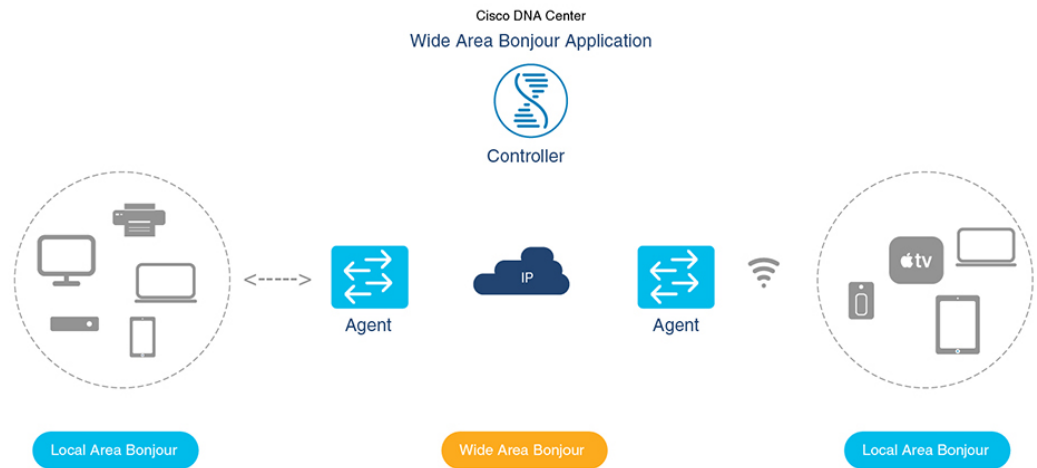 Cisco DNA Center
Wide Area Bonjour Application
Controller
IP
tv
Agent
Agent
Local Area Bonjour
Wide Area Bonjour
Local Area Bonjour